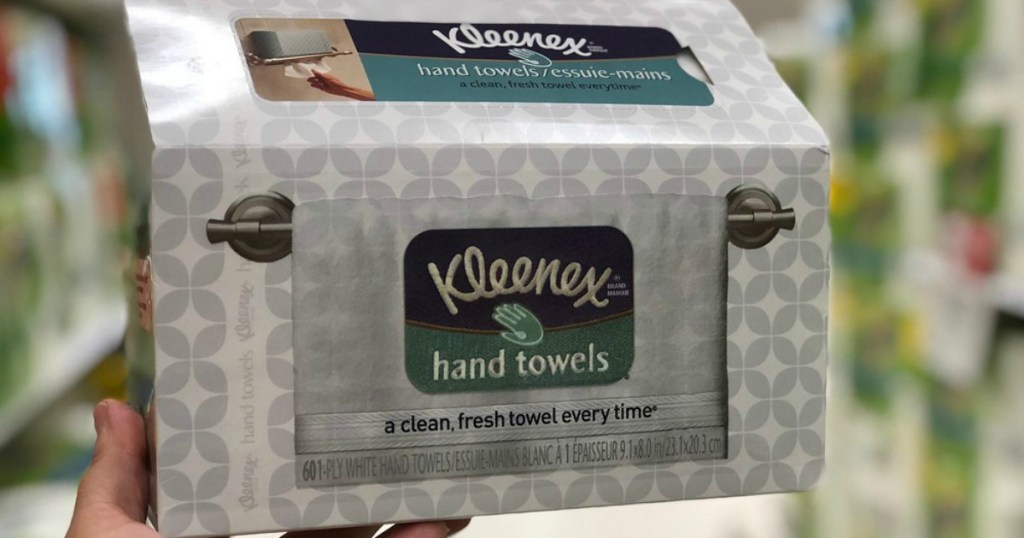 Kleenex
hand towels/essuie-mains
a clean, fresh towel everytime®
Kleenex
BRAND
MARQUE
hand towels
a clean, fresh towel every time®
60 1-PLY WHITE HAND TOWELS/ESSUIE-MAINS BLANC À 1 ÉPAISSEUR 9.1x8.0 in/23.1x20.3 cm
Kleenex hand towels Kleenex